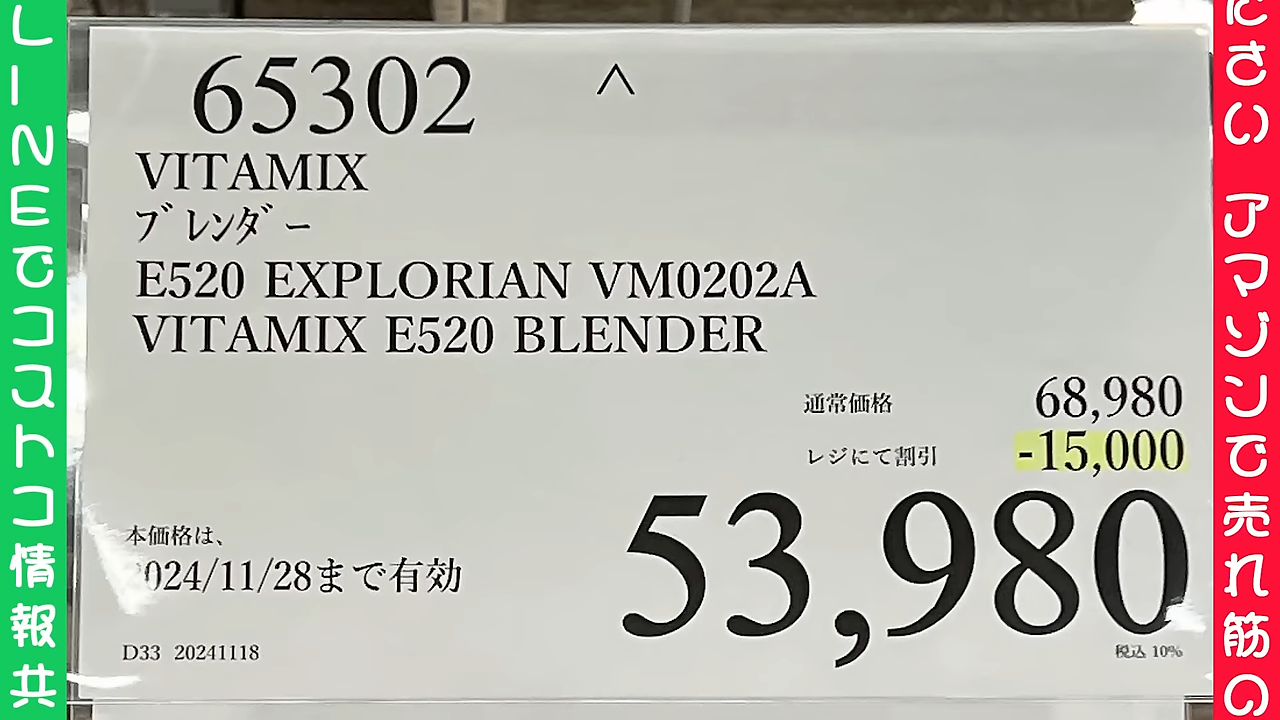 LINEでコストコ情報共
65302
^
VITAMIX
ﾌﾞﾚﾝﾀﾞｰ
E520 EXPLORIAN VM0202A
VITAMIX E520 BLENDER
通常価格 68,980
レジにて割引 -15,000
53,980
税込 10%
本価格は、
2024/11/28まで有効
D33 20241118
ださい アマゾンで売れ筋の